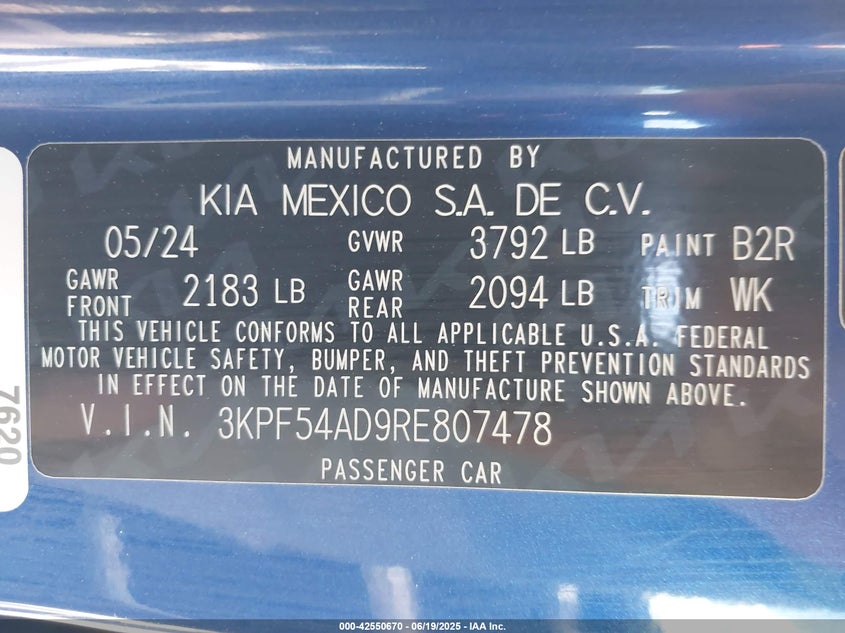 MANUFACTURED BY
KIA MEXICO S.A. DE C.V.
05/24 GVWR 3792 LB PAINT B2R
GAWR FRONT 2183 LB GAWR REAR 2094 LB TRIM WK
THIS VEHICLE CONFORMS TO ALL APPLICABLE U.S.A. FEDERAL
MOTOR VEHICLE SAFETY, BUMPER, AND THEFT PREVENTION STANDARDS
IN EFFECT ON THE DATE OF MANUFACTURE SHOWN ABOVE.
V.I.N. 3KPF54AD9RE807478
PASSENGER CAR
7620
000-42550670 - 06/19/2025 - IAA Inc.